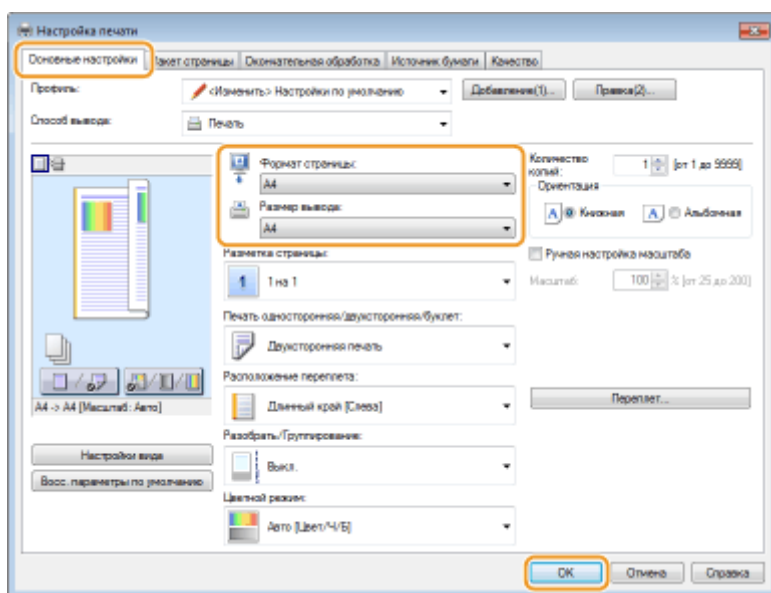 Настройка печати
Основные настройки Макет страницы Окончательная обработка Источник бумаги Качество
Профиль: <Изменить> Настройки по умолчанию Добавление(1)... Правка(2)...
Способ вывода: Печать
Формат страницы:
A4
Размер вывода:
A4
Количество копий: 1 [от 1 до 9999]
Ориентация
A Книжная A Альбомная
Разметка страницы:
1 1 на 1
Ручная настройка масштаба
Масштаб: 100 % [от 25 до 200]
Печать односторонняя/двухсторонняя/буклет:
Двухсторонняя печать
A4 -> A4 [Масштаб: Авто]
Расположение переплета:
Длинный край [Слева]
Переплет...
Настройки вида
Восс. параметры по умолчанию
Разобрать/Группирование:
Выкл.
Цветной режим:
Авто [Цвет/Ч/Б]
OK Отмена Справка